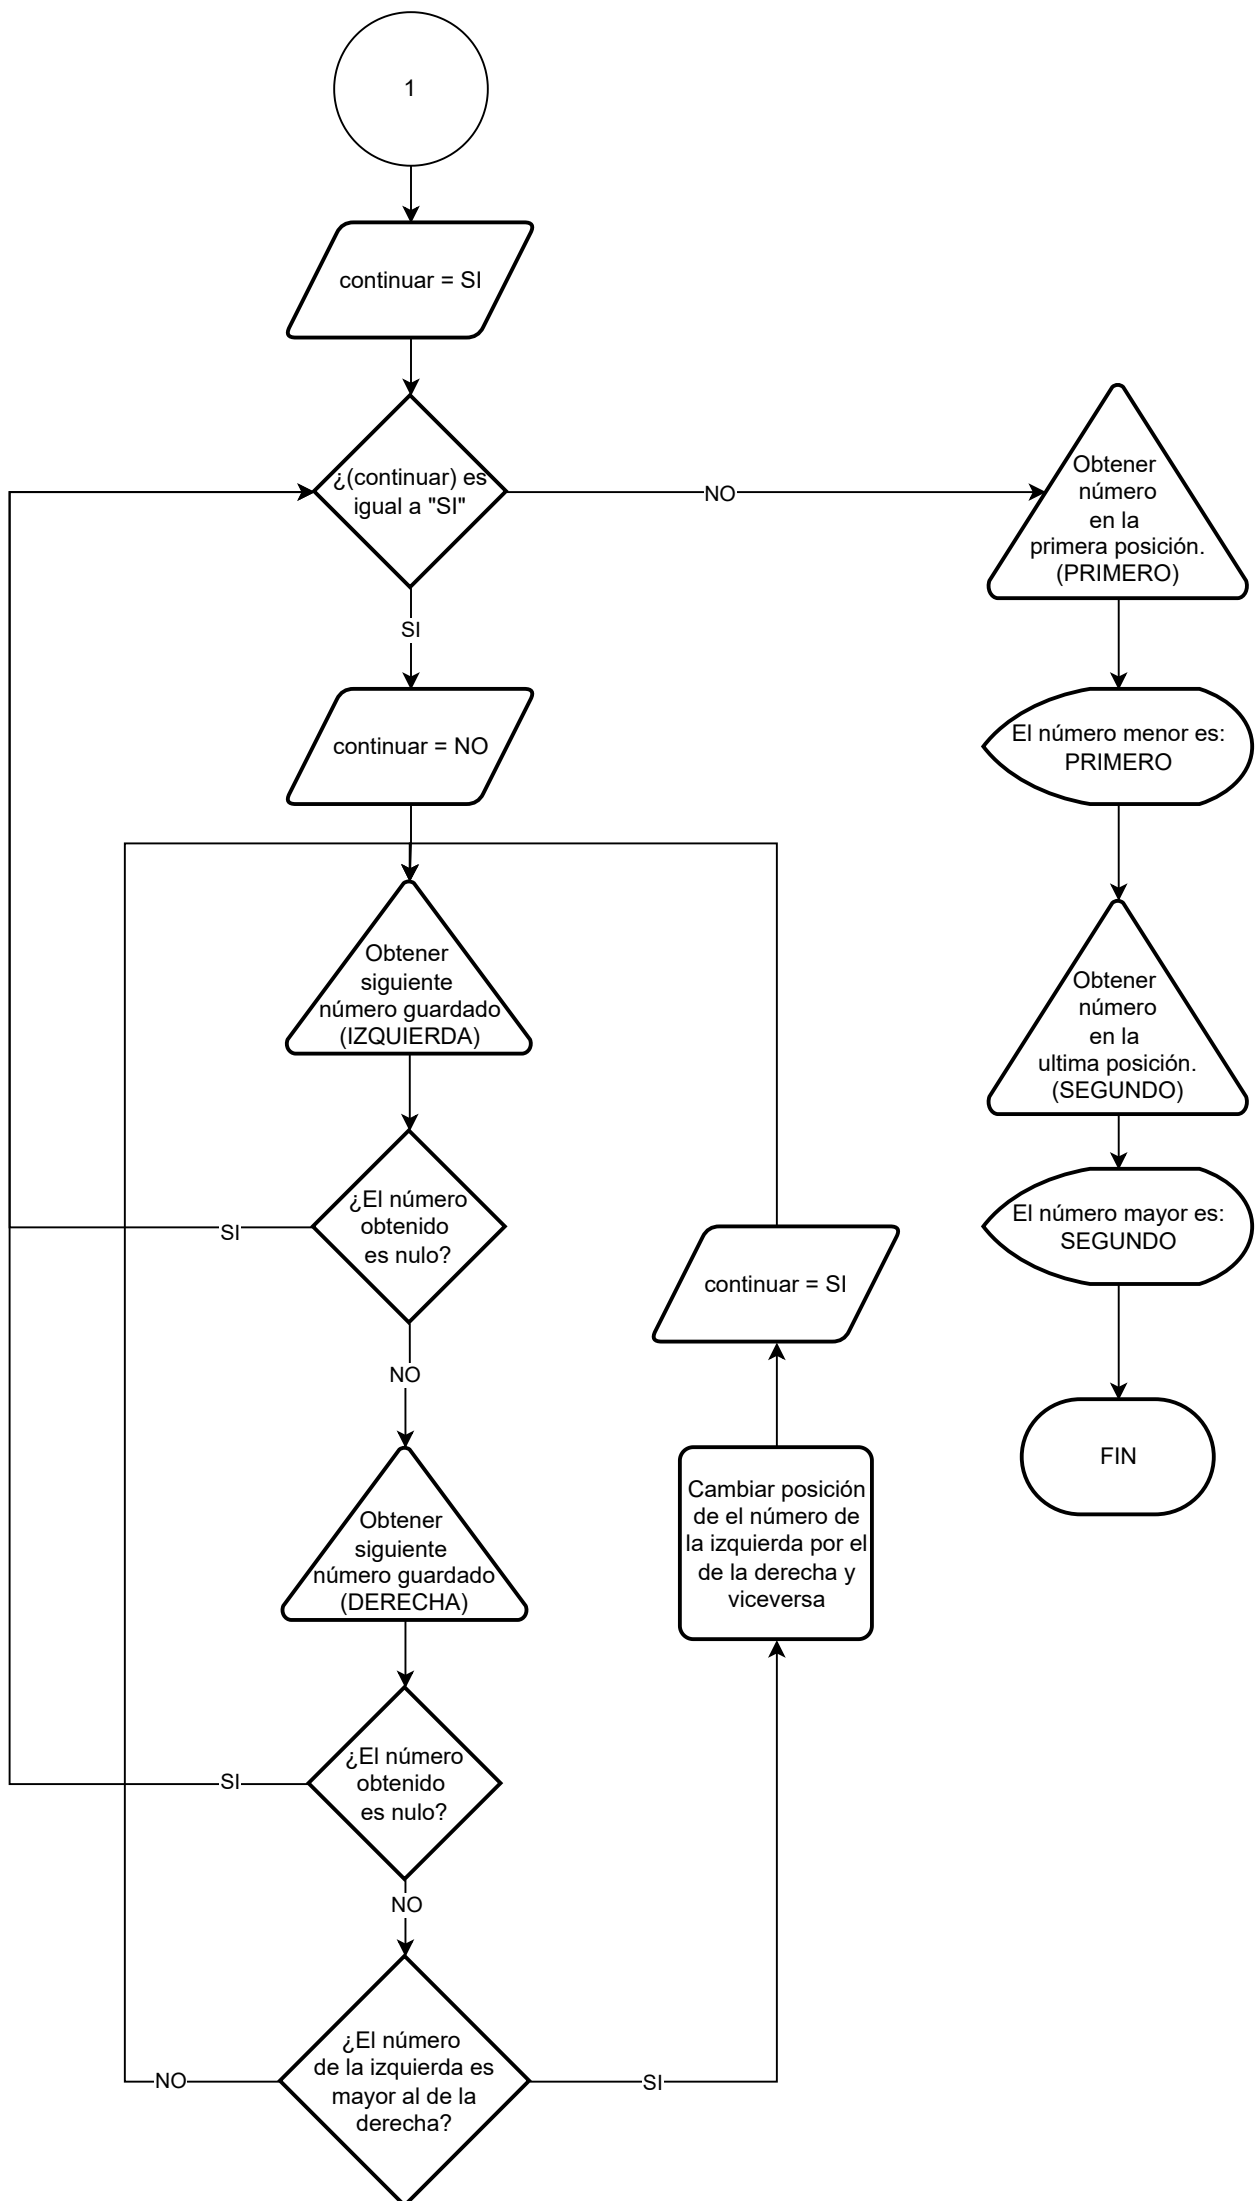 1
continuar = SI
¿(continuar) es
igual a "SI"
NO
SI
continuar = NO
Obtener
siguiente
número guardado
(IZQUIERDA)
¿El número
obtenido
es nulo?
SI
NO
Obtener
siguiente
número guardado
(DERECHA)
¿El número
obtenido
es nulo?
SI
NO
¿El número
de la izquierda es
mayor al de la
derecha?
NO
SI
Cambiar posición
de el número de
la izquierda por el
de la derecha y
viceversa
continuar = SI
Obtener
número
en la
primera posición.
(PRIMERO)
El número menor es:
PRIMERO
Obtener
número
en la
ultima posición.
(SEGUNDO)
El número mayor es:
SEGUNDO
FIN